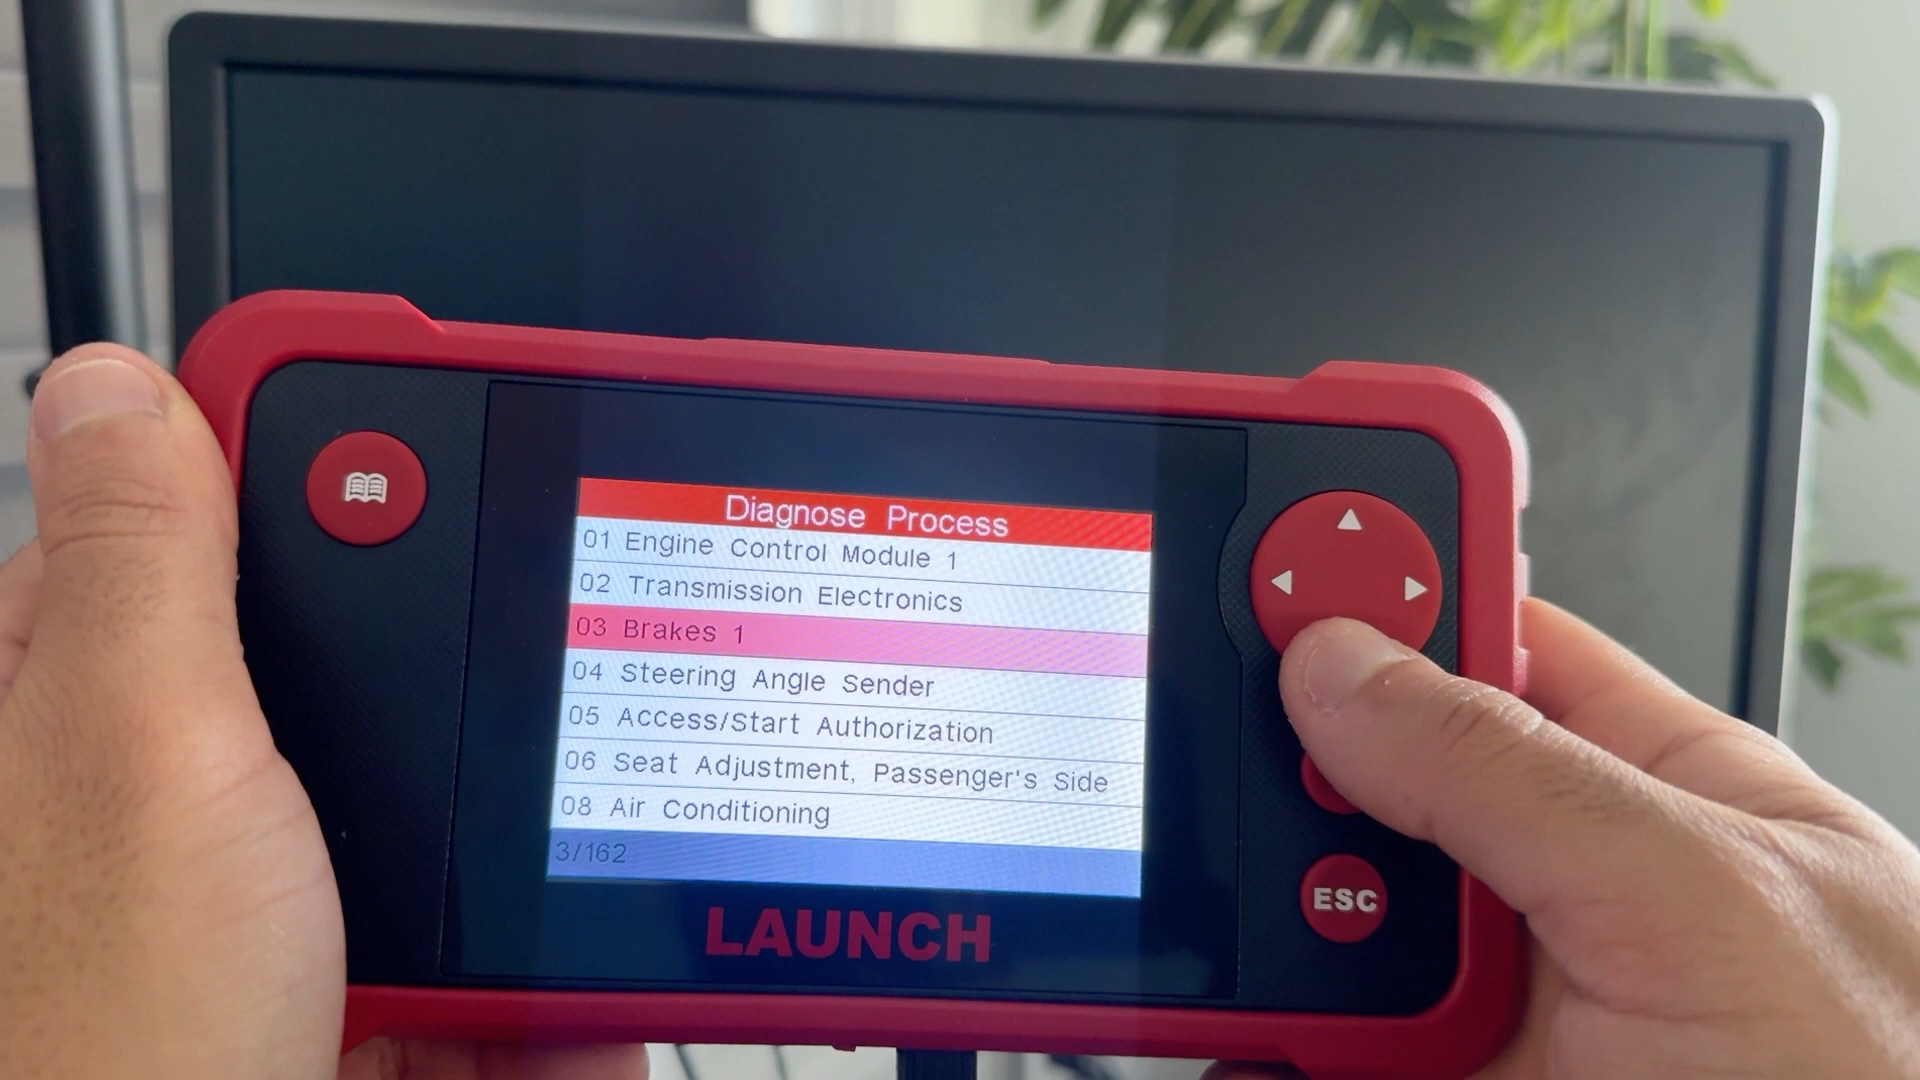 Diagnose Process
01 Engine Control Module 1
02 Transmission Electronics
03 Brakes 1
04 Steering Angle Sender
05 Access/Start Authorization
06 Seat Adjustment, Passenger's Side
08 Air Conditioning
3/162
LAUNCH
ESC